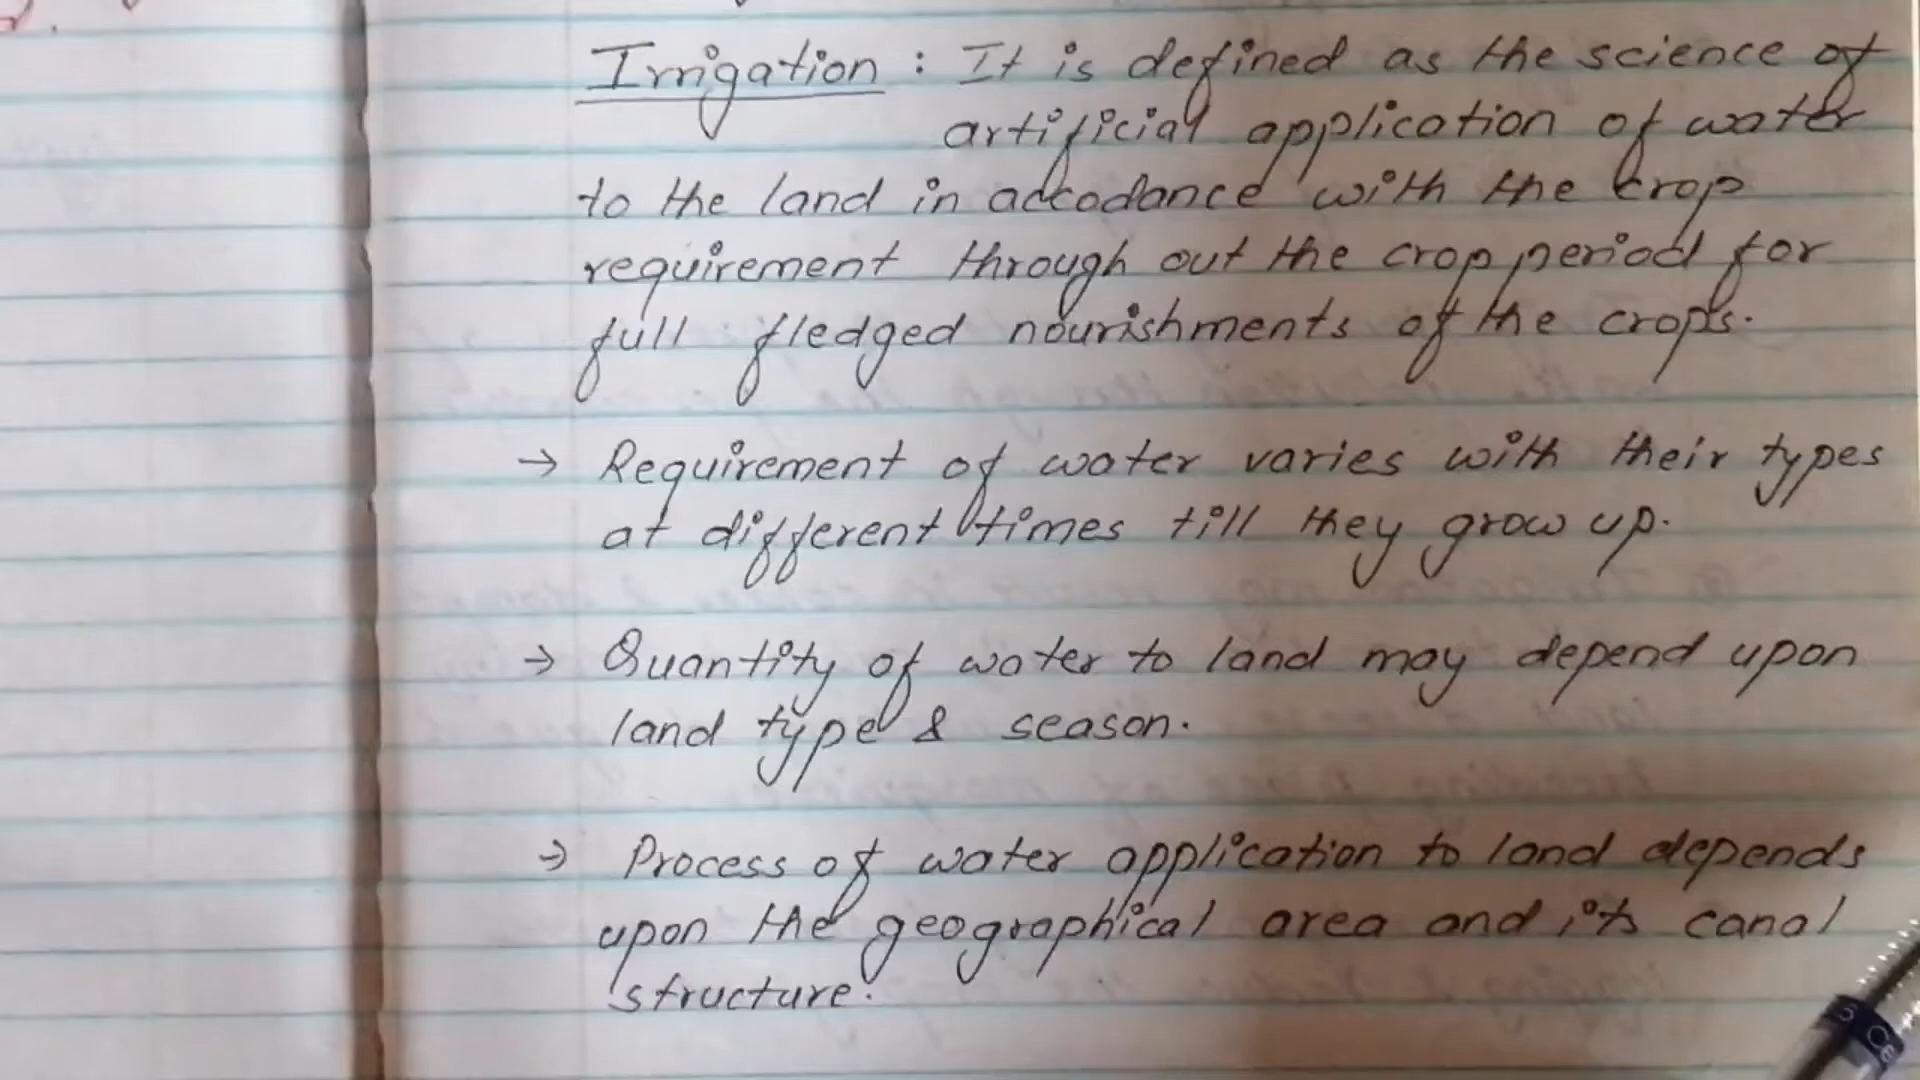 Irrigation : It is defined as the science of
artificial application of water
to the land in accodance with the crop
requirement through out the crop period for
full fledged nourishments of the crops.
→ Requirement of water varies with their types
at different times till they grow up.
→ Quantity of water to land may depend upon
land type & season.
→ Process of water application to land depends
upon the geographical area and its canal
structure.